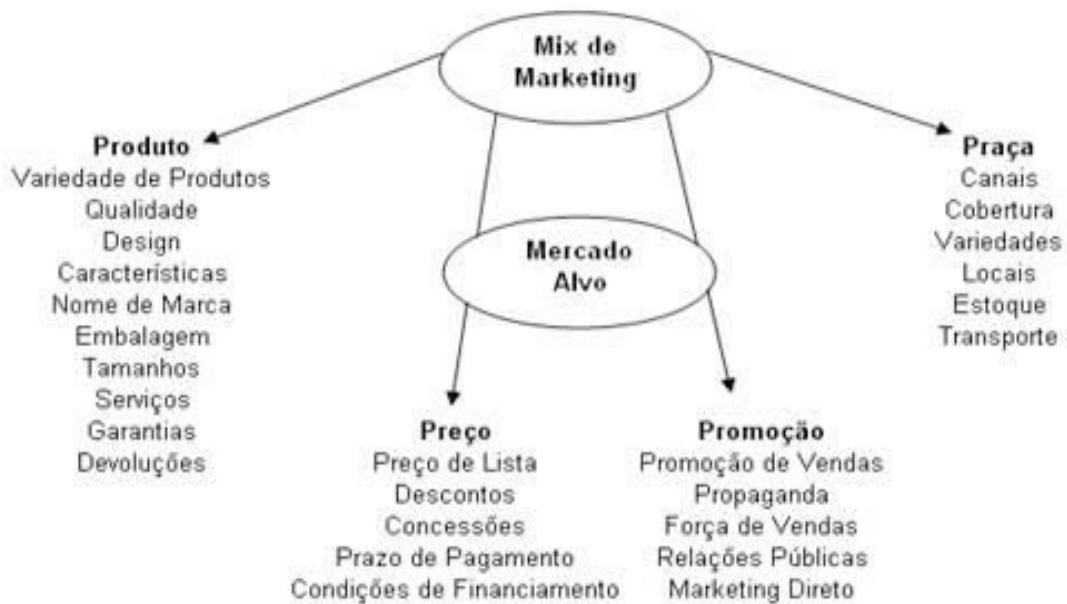 Mix de
Marketing
Produto
Variedade de Produtos
Qualidade
Design
Características
Nome de Marca
Embalagem
Tamanhos
Serviços
Garantias
Devoluções
Mercado
Alvo
Preço
Preço de Lista
Descontos
Concessões
Prazo de Pagamento
Condições de Financiamento
Promoção
Promoção de Vendas
Propaganda
Força de Vendas
Relações Públicas
Marketing Direto
Praça
Canais
Cobertura
Variedades
Locais
Estoque
Transporte